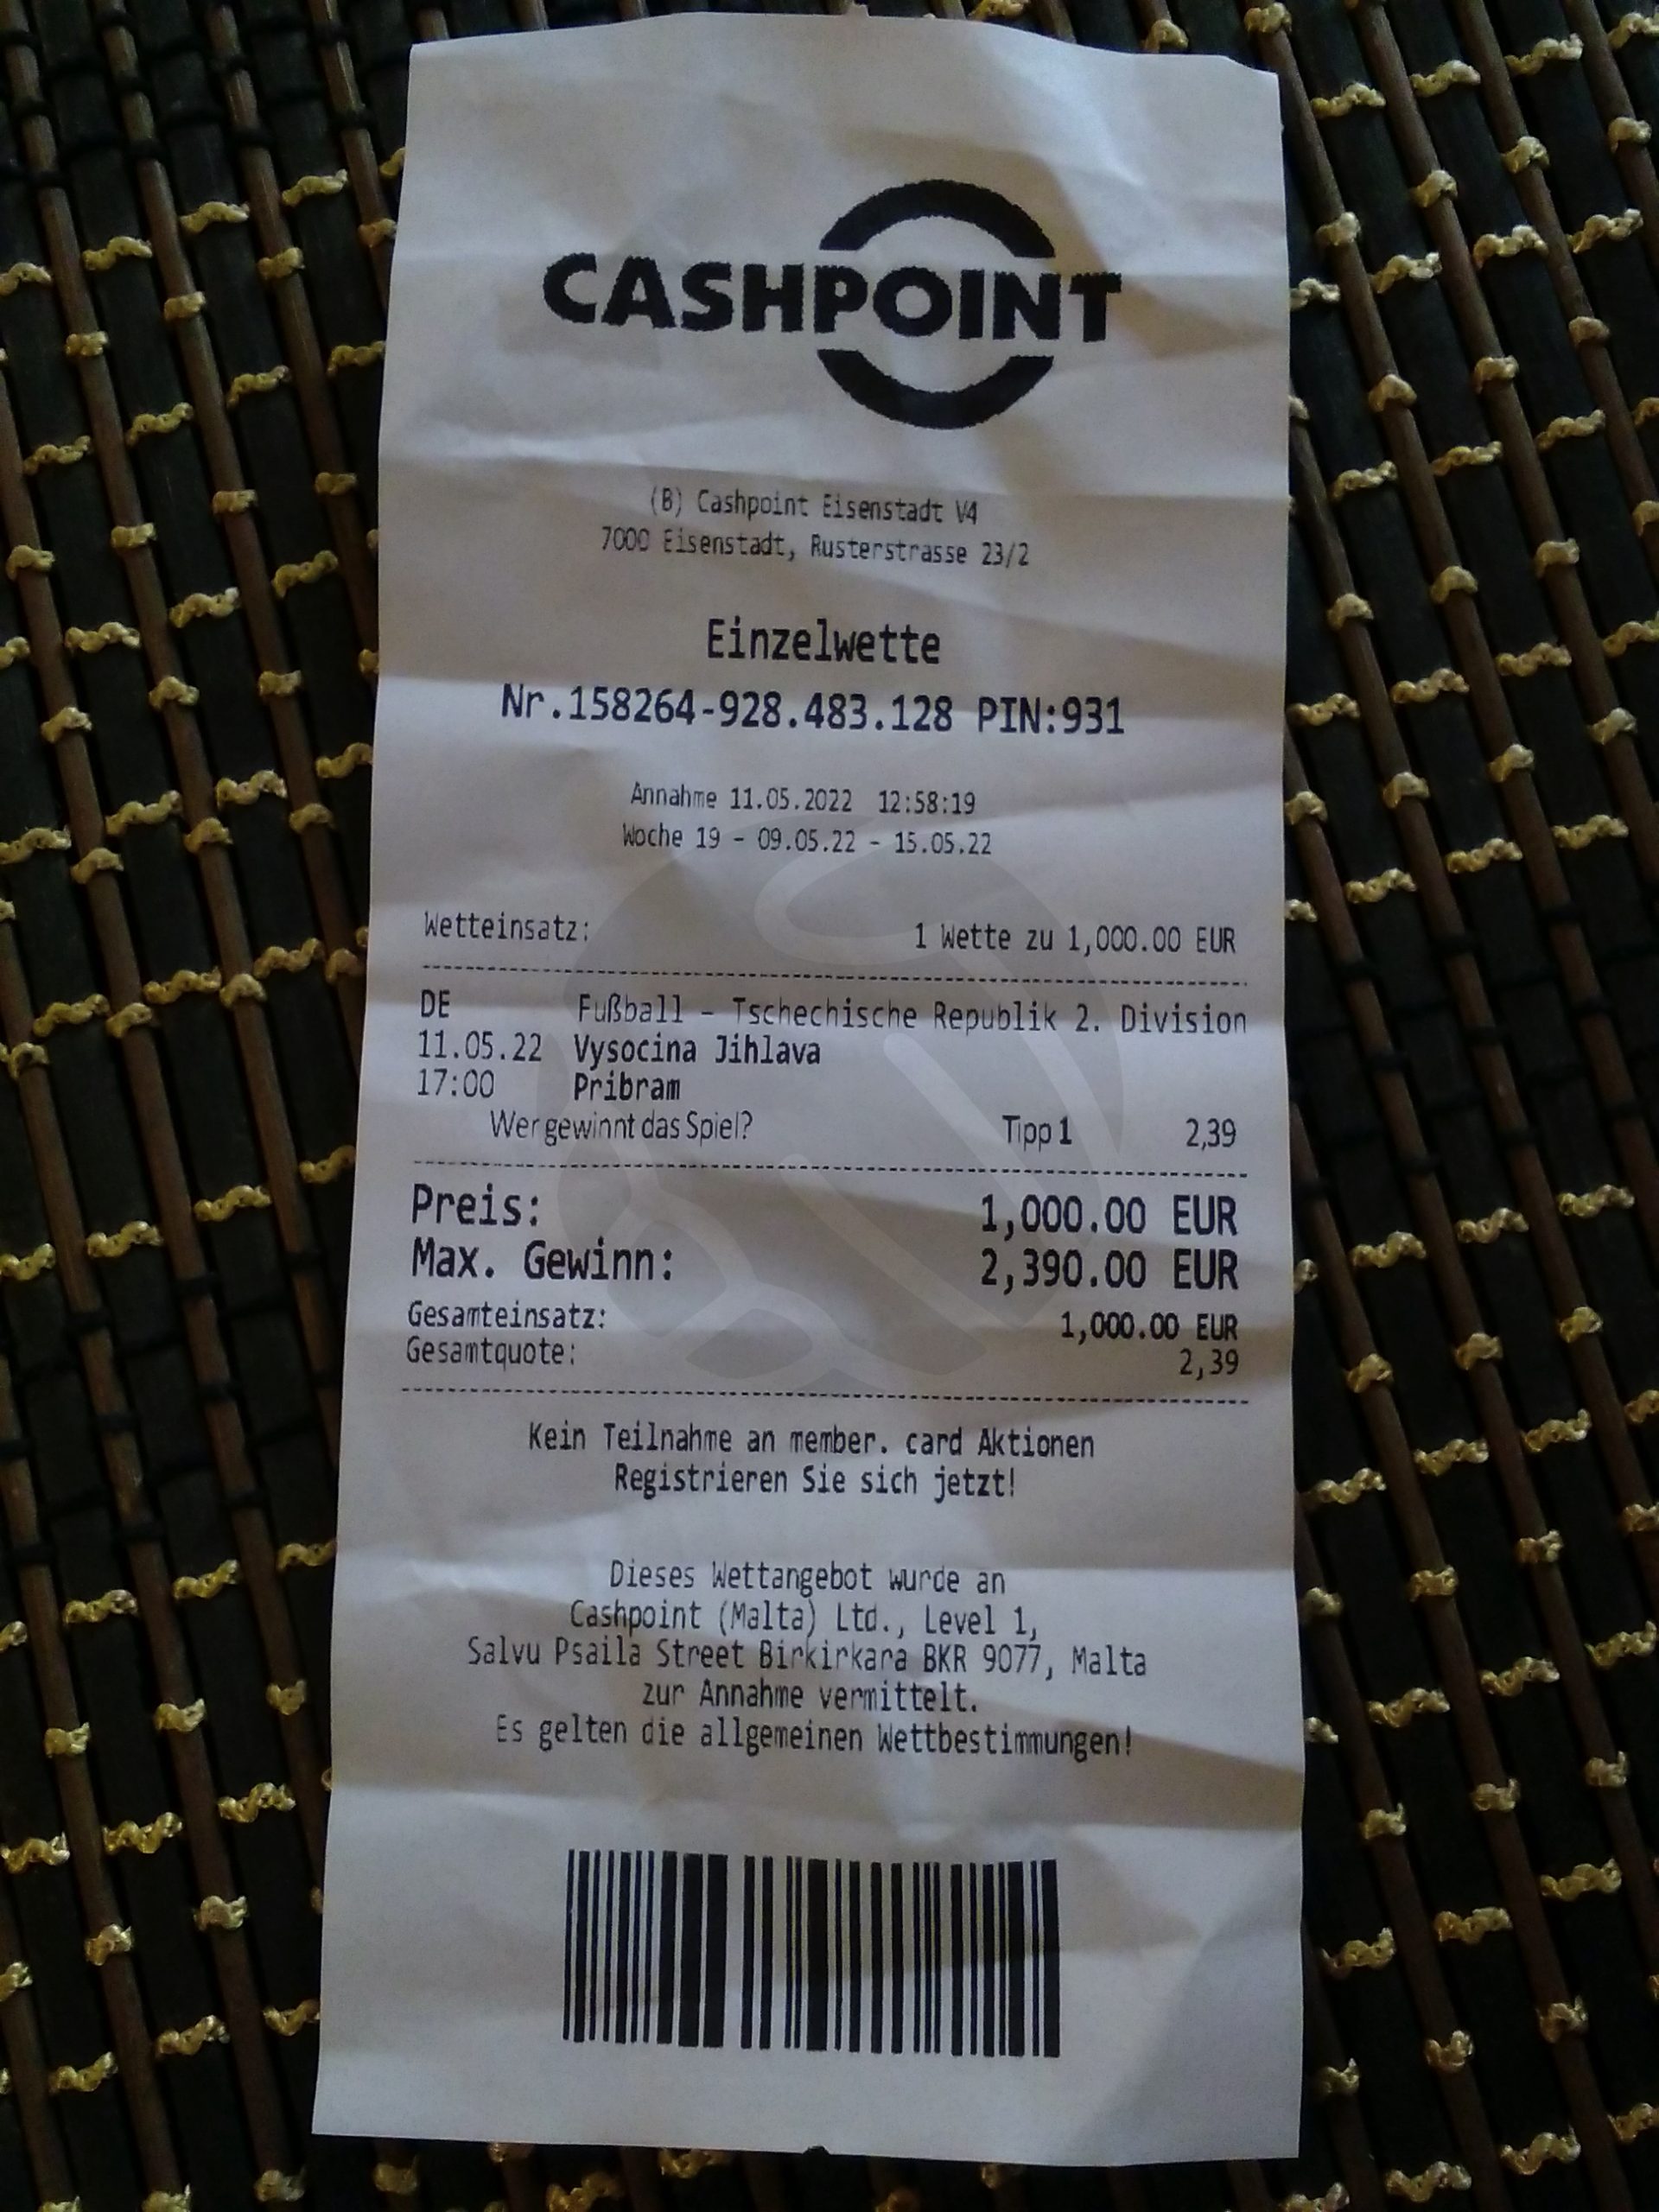 CASHPOINT
(B) Cashpoint Eisenstadt V4
7000 Eisenstadt, Rusterstrasse 23/2
Einzelwette
Nr.158264-928.483.128 PIN:931
Annahme 11.05.2022 12:58:19
Woche 19 - 09.05.22 - 15.05.22
Wetteinsatz: 1 Wette zu 1,000.00 EUR
DE Fußball - Tschechische Republik 2. Division
11.05.22 Vysocina Jihlava
17:00 Pribram
Wer gewinnt das Spiel? Tipp 1 2,39
Preis: 1,000.00 EUR
Max. Gewinn: 2,390.00 EUR
Gesamteinsatz: 1,000.00 EUR
Gesamtquote: 2,39
Kein Teilnahme an member. card Aktionen
Registrieren Sie sich jetzt!
Dieses Wettangebot wurde an
Cashpoint (Malta) Ltd., Level 1,
Salvu Psaila Street Birkirkara BKR 9077, Malta
zur Annahme vermittelt.
Es gelten die allgemeinen Wettbestimmungen!